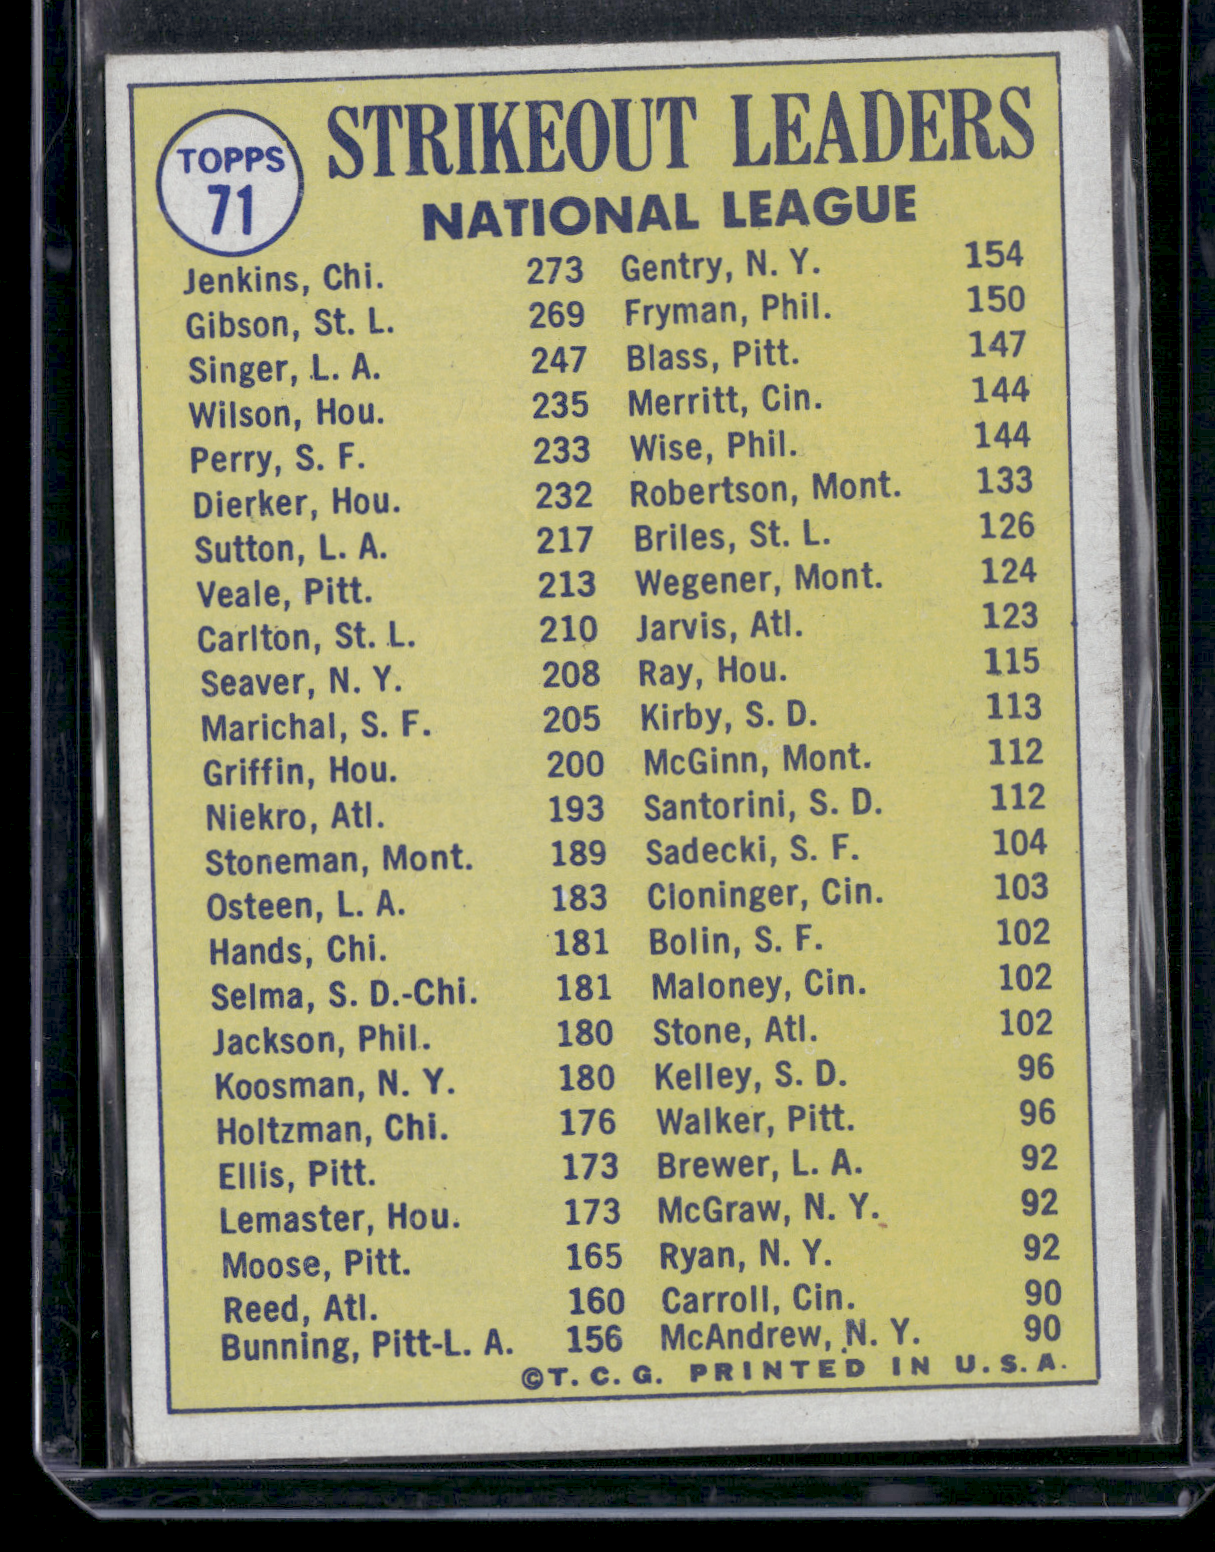 TOPPS
71
STRIKEOUT LEADERS
NATIONAL LEAGUE
Jenkins, Chi. 273
Gibson, St. L. 269
Singer, L. A. 247
Wilson, Hou. 235
Perry, S. F. 233
Dierker, Hou. 232
Sutton, L. A. 217
Veale, Pitt. 213
Carlton, St. L. 210
Seaver, N. Y. 208
Marichal, S. F. 205
Griffin, Hou. 200
Niekro, Atl. 193
Stoneman, Mont. 189
Osteen, L. A. 183
Hands, Chi. 181
Selma, S. D.-Chi. 181
Jackson, Phil. 180
Koosman, N. Y. 180
Holtzman, Chi. 176
Ellis, Pitt. 173
Lemaster, Hou. 173
Moose, Pitt. 165
Reed, Atl. 160
Bunning, Pitt-L. A. 156
Gentry, N. Y. 154
Fryman, Phil. 150
Blass, Pitt. 147
Merritt, Cin. 144
Wise, Phil. 144
Robertson, Mont. 133
Briles, St. L. 126
Wegener, Mont. 124
Jarvis, Atl. 123
Ray, Hou. 115
Kirby, S. D. 113
McGinn, Mont. 112
Santorini, S. D. 112
Sadecki, S. F. 104
Cloninger, Cin. 103
Bolin, S. F. 102
Maloney, Cin. 102
Stone, Atl. 102
Kelley, S. D. 96
Walker, Pitt. 96
Brewer, L. A. 92
McGraw, N. Y. 92
Ryan, N. Y. 92
Carroll, Cin. 90
McAndrew, N. Y. 90
©T. C. G. PRINTED IN U. S. A.